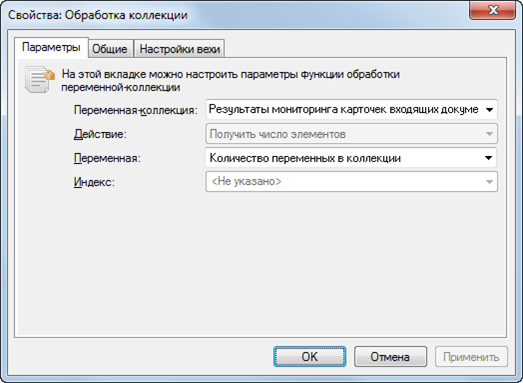 Свойства: Обработка коллекции
Параметры Общие Настройки вехи
На этой вкладке можно настроить параметры функции обработки
переменной-коллекции
Переменная-коллекция: Результаты мониторинга карточек входящих докуме
Действие: Получить число элементов
Переменная: Количество переменных в коллекции
Индекс: <Не указано>
OK Отмена Применить